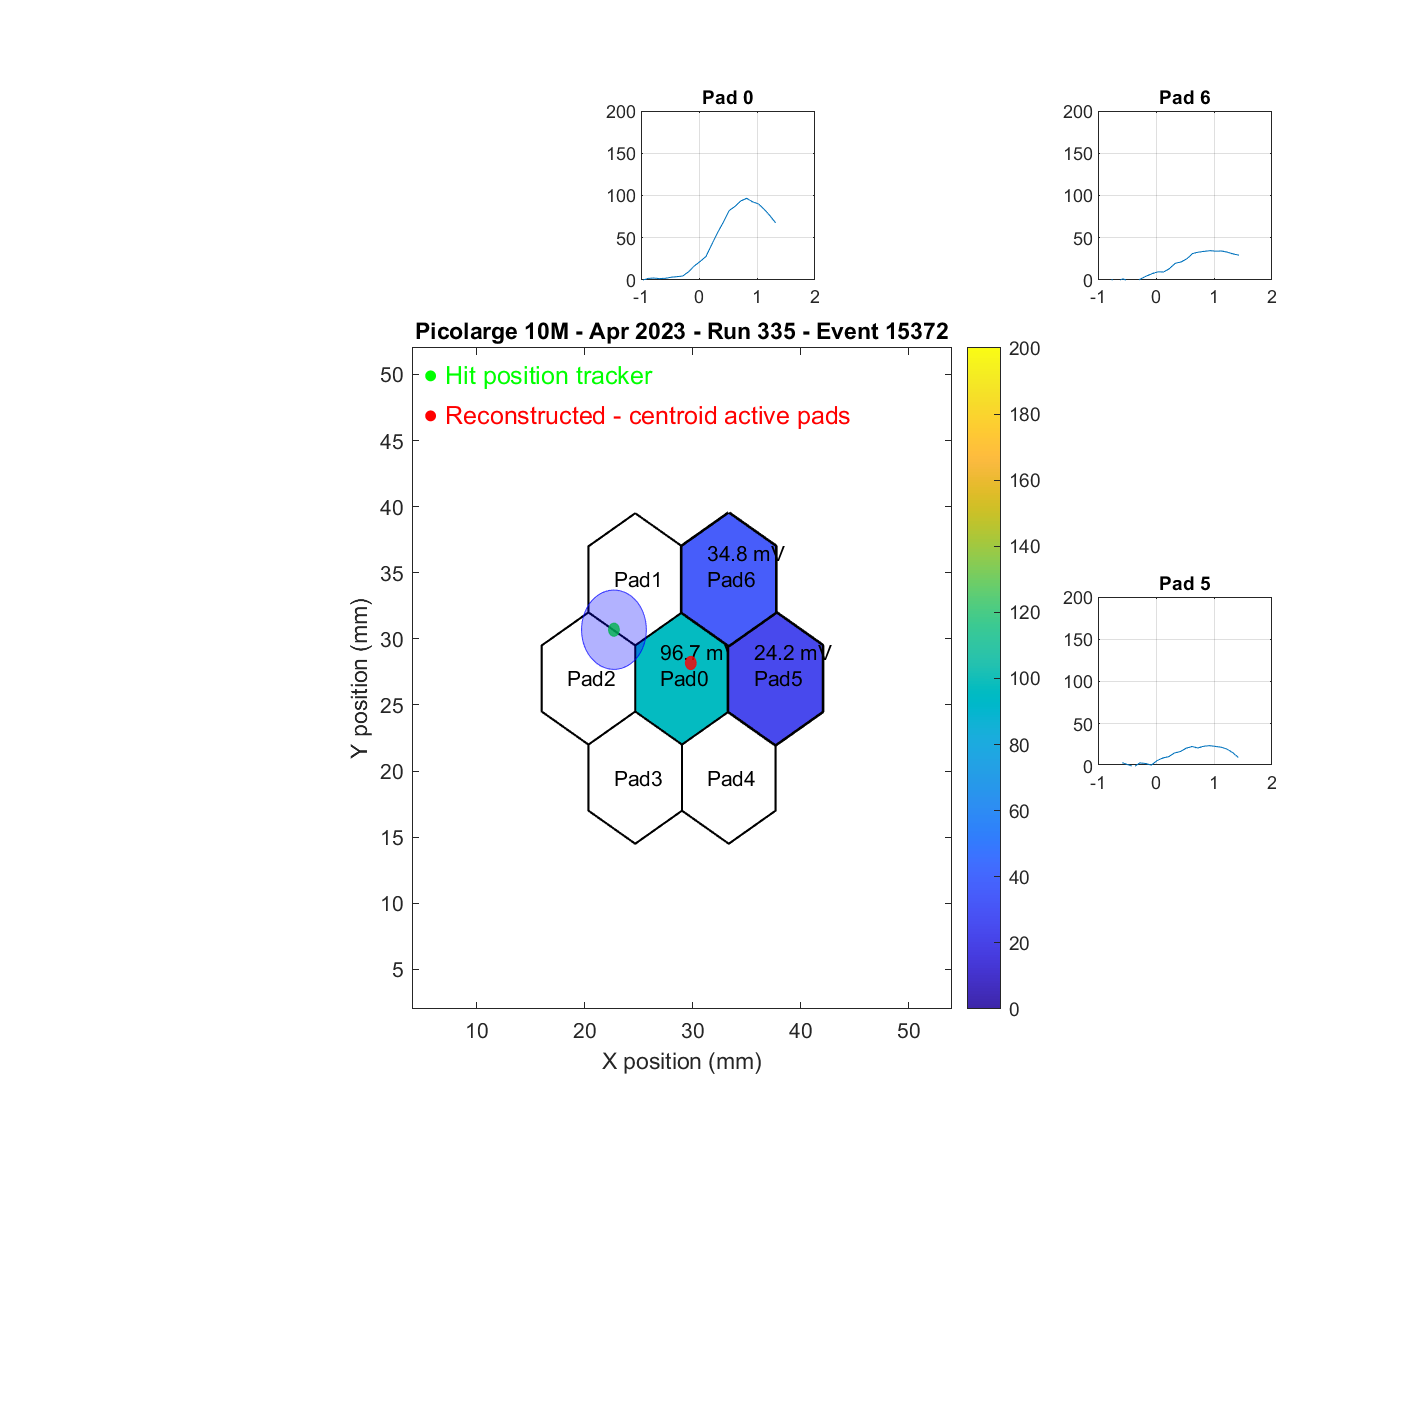 Pad 0
200
150
100
50
0
-1
0
1
2
Pad 6
200
150
100
50
0
-1
0
1
2
Picolarge 10M - Apr 2023 - Run 335 - Event 15372
Hit position tracker
Reconstructed - centroid active pads
50
45
40
35
30
25
20
15
10
5
Y position (mm)
34.8 mV
Pad1
Pad6
96.7 m
24.2 mV
Pad2
Pad0
Pad5
Pad3
Pad4
10
20
30
40
50
X position (mm)
200
180
160
140
120
100
80
60
40
20
0
Pad 5
200
150
100
50
0
-1
0
1
2